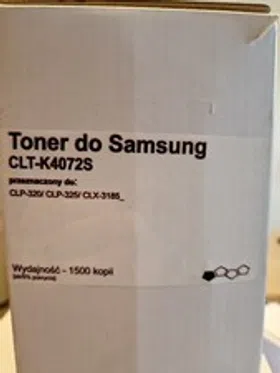 Toner do Samsung
CLT-K4072S
przeznaczony do:
CLP-320/ CLP-325/ CLX-3185_
Wydajność - 1500 kopii